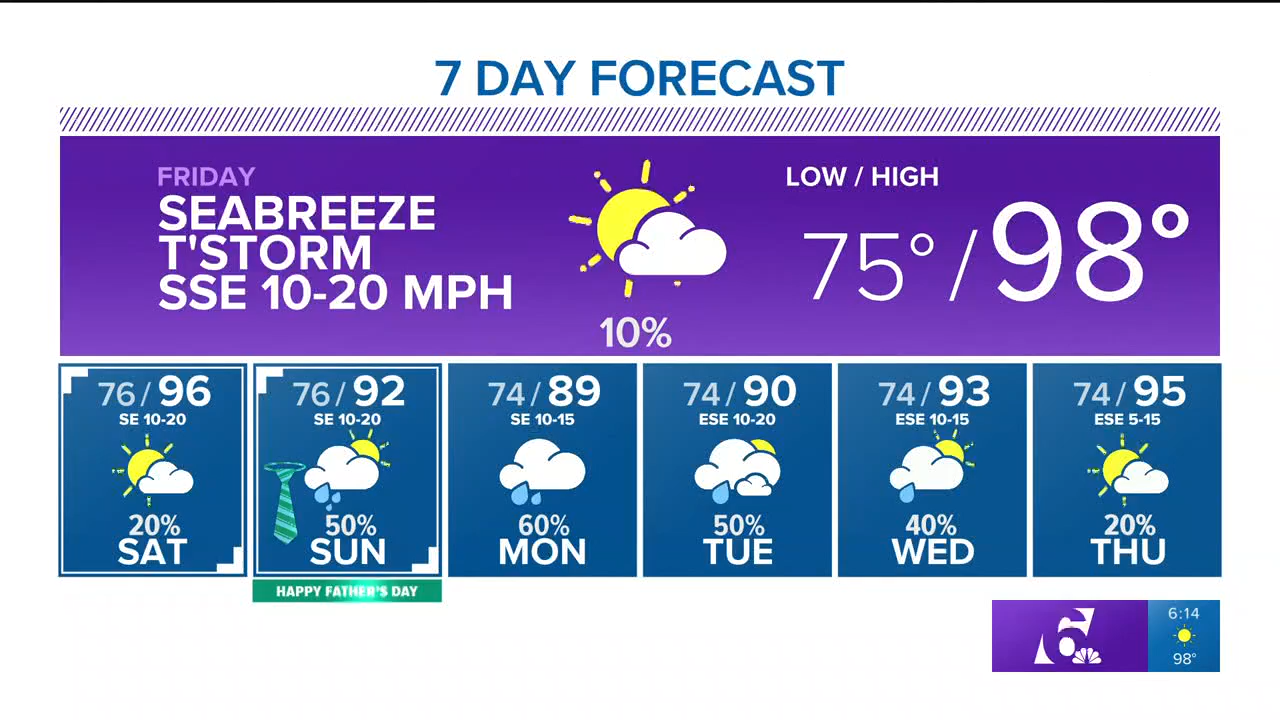 7 DAY FORECAST
FRIDAY
SEABREEZE
T'STORM
SSE 10-20 MPH
10%
LOW / HIGH
75° / 98°
76 / 96
SE 10-20
20%
SAT
76 / 92
SE 10-20
50%
SUN
HAPPY FATHER'S DAY
74 / 89
SE 10-15
60%
MON
74 / 90
ESE 10-20
50%
TUE
74 / 93
ESE 10-15
40%
WED
74 / 95
ESE 5-15
20%
THU
6
6:14
98°